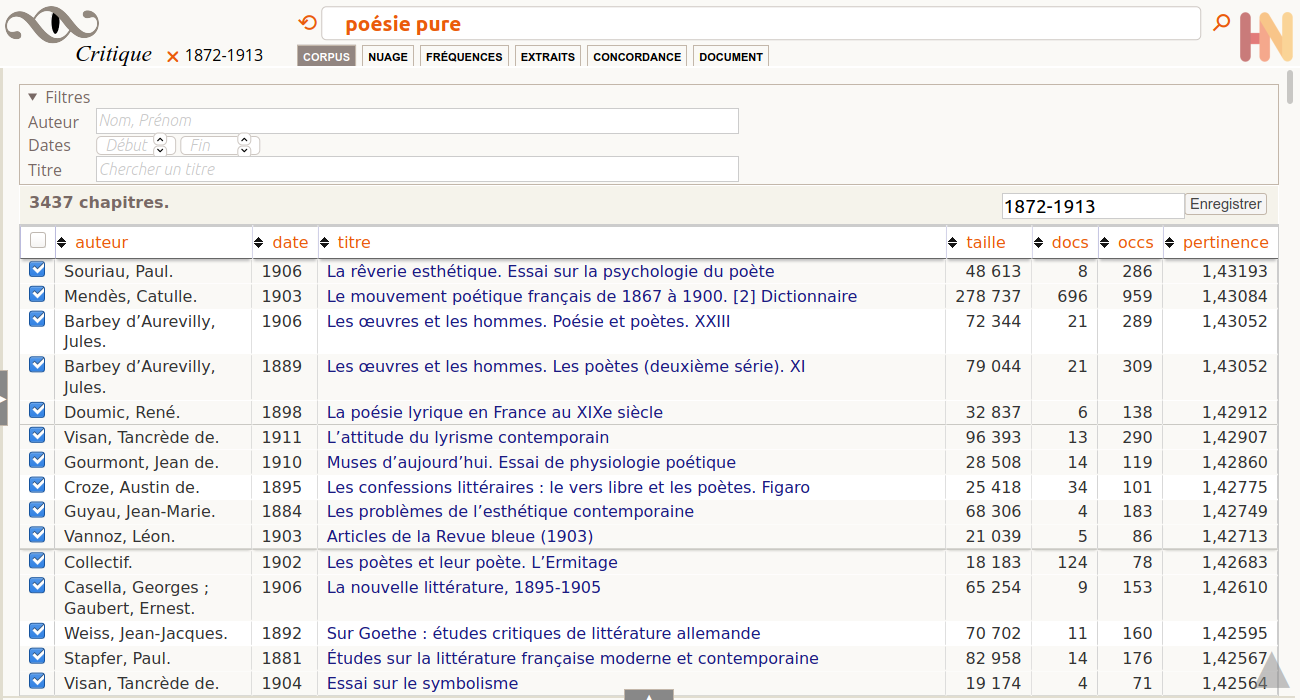 poésie pure
HN
Critique × 1872-1913 CORPUS NUAGE FRÉQUENCES EXTRAITS CONCORDANCE DOCUMENT
▼ Filtres
Auteur Nom, Prénom
Dates Début Fin
Titre Chercher un titre
3437 chapitres. 1872-1913 Enregistrer
auteur date titre taille docs occs pertinence
Souriau, Paul. 1906 La rêverie esthétique. Essai sur la psychologie du poète 48 613 8 286 1,43193
Mendès, Catulle. 1903 Le mouvement poétique français de 1867 à 1900. [2] Dictionnaire 278 737 696 959 1,43084
Barbey d’Aurevilly, 1906 Les œuvres et les hommes. Poésie et poètes. XXIII 72 344 21 289 1,43052
Jules.
Barbey d’Aurevilly, 1889 Les œuvres et les hommes. Les poètes (deuxième série). XI 79 044 21 309 1,43052
Jules.
Doumic, René. 1898 La poésie lyrique en France au XIXe siècle 32 837 6 138 1,42912
Visan, Tancrède de. 1911 L’attitude du lyrisme contemporain 96 393 13 290 1,42907
Gourmont, Jean de. 1910 Muses d’aujourd’hui. Essai de physiologie poétique 28 508 14 119 1,42860
Croze, Austin de. 1895 Les confessions littéraires : le vers libre et les poètes. Figaro 25 418 34 101 1,42775
Guyau, Jean-Marie. 1884 Les problèmes de l’esthétique contemporaine 68 306 4 183 1,42749
Vannoz, Léon. 1903 Articles de la Revue bleue (1903) 21 039 5 86 1,42713
Collectif. 1902 Les poètes et leur poète. L’Ermitage 18 183 124 78 1,42683
Casella, Georges ; 1906 La nouvelle littérature, 1895-1905 65 254 9 153 1,42610
Gaubert, Ernest.
Weiss, Jean-Jacques. 1892 Sur Goethe : études critiques de littérature allemande 70 702 11 160 1,42595
Stapfer, Paul. 1881 Études sur la littérature française moderne et contemporaine 82 958 14 176 1,42567
Visan, Tancrède de. 1904 Essai sur le symbolisme 19 174 4 71 1,42564